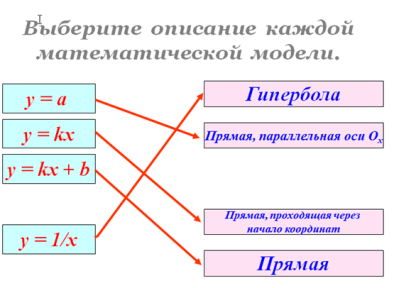 Выберите описание каждой
математической модели.
y = a
Гипербола
y = kx
Прямая, параллельная оси Ox
y = kx + b
Прямая, проходящая через
начало координат
y = 1/x
Прямая